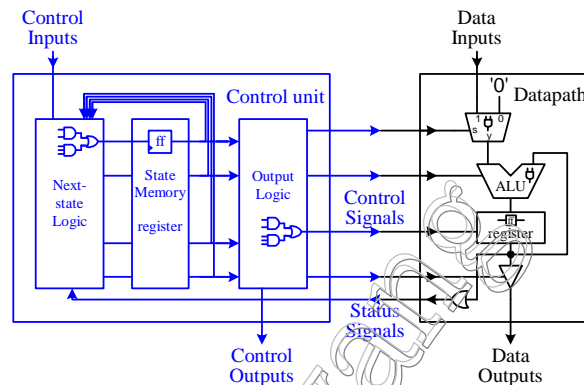 Control
Inputs
Data
Inputs
'0'
Control unit
Datapath
1 0
s
y
ff
Next-
state
Logic
State
Memory
register
Output
Logic
ALU
Control
Signals
ff
register
Status
Signals
Control
Outputs
Data
Outputs